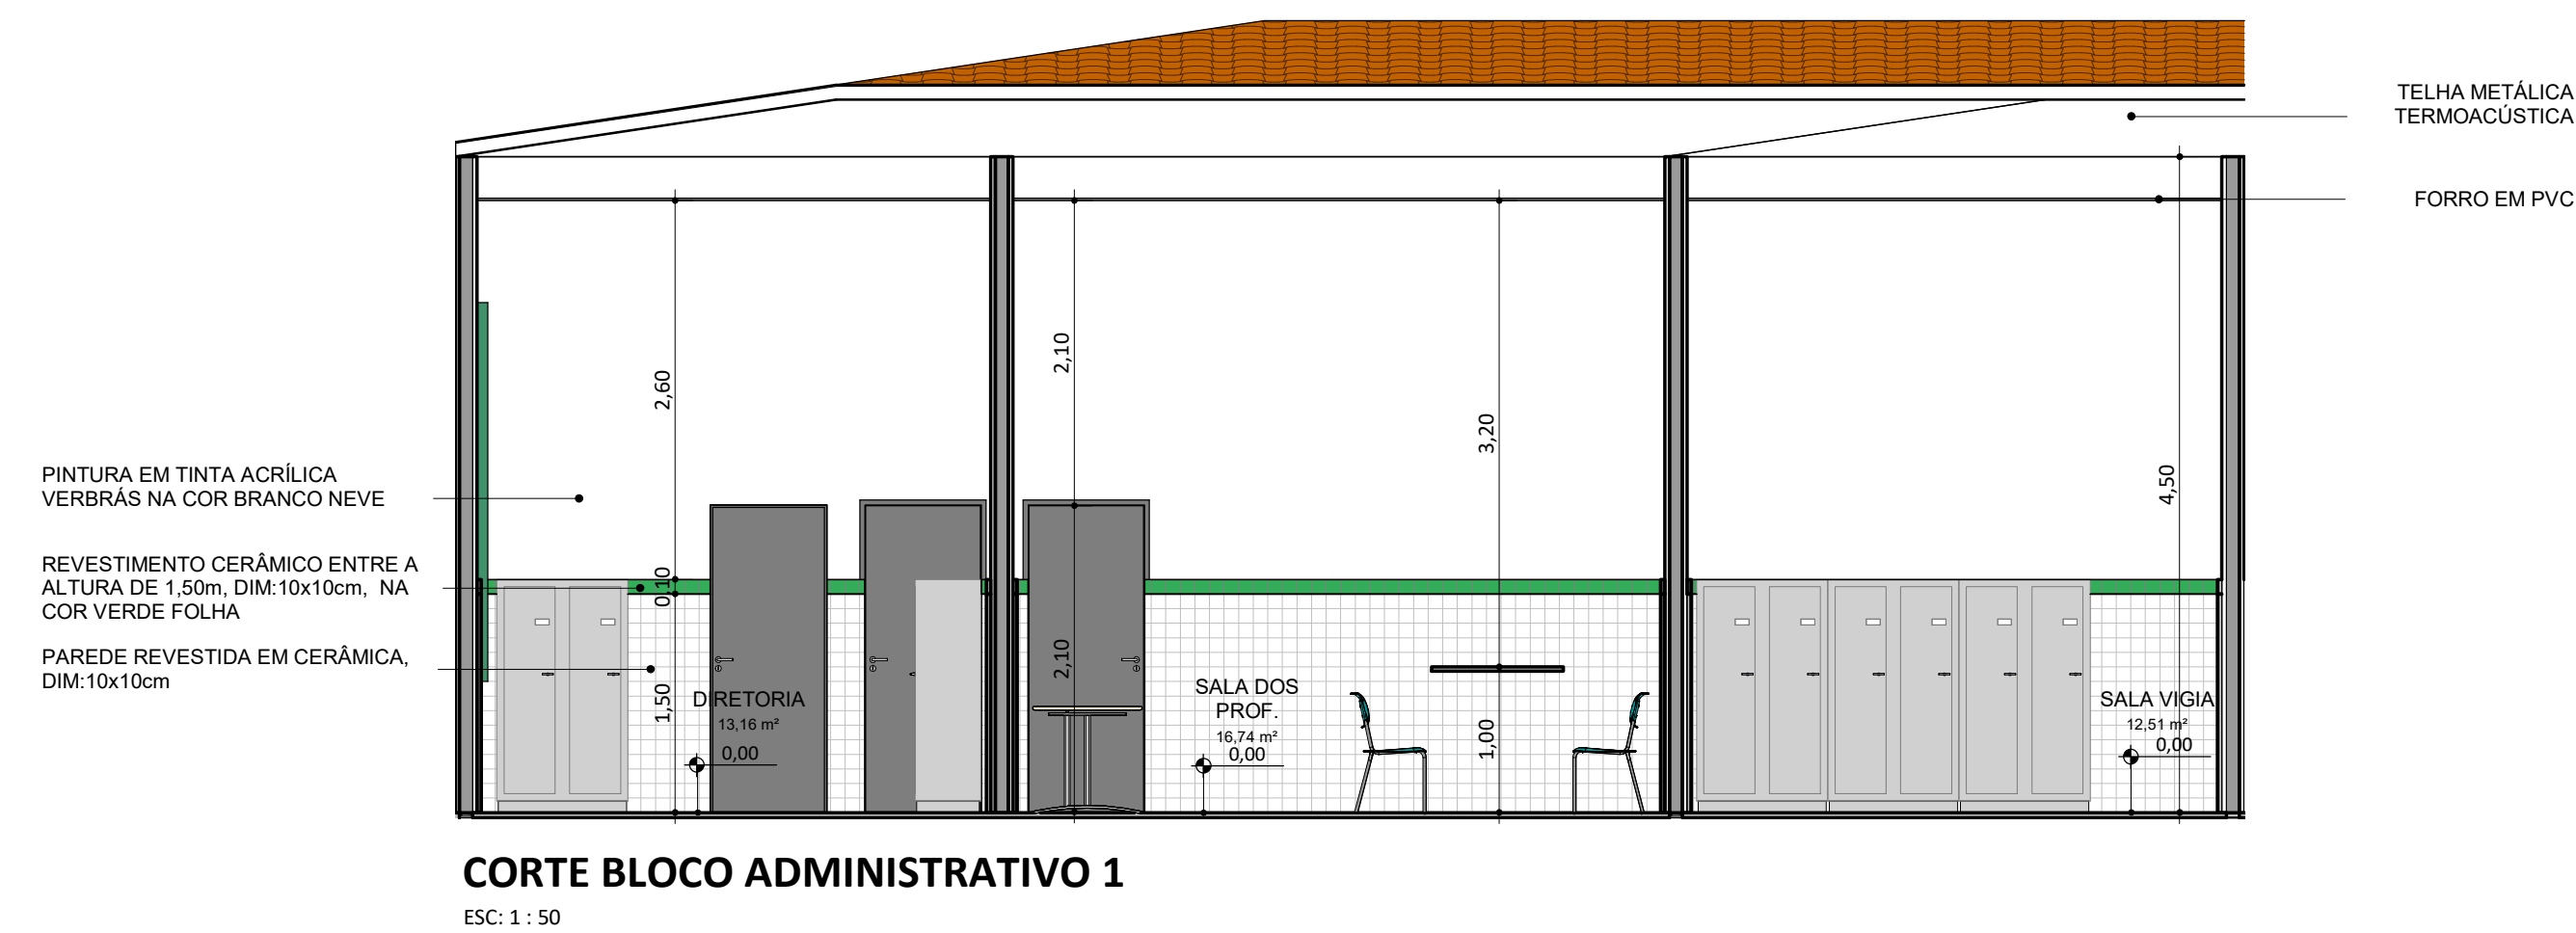 TELHA METÁLICA
TERMOACÚSTICA
FORRO EM PVC
PINTURA EM TINTA ACRÍLICA
VERBRÁS NA COR BRANCO NEVE
REVESTIMENTO CERÂMICO ENTRE A
ALTURA DE 1,50m, DIM:10x10cm, NA
COR VERDE FOLHA
PAREDE REVESTIDA EM CERÂMICA,
DIM:10x10cm
2,60
0,10
1,50
DIRETORIA
13,16 m²
0,00
2,10
2,10
SALA DOS
PROF.
16,74 m²
0,00
3,20
1,00
4,50
SALA VIGIA
12,51 m²
0,00
CORTE BLOCO ADMINISTRATIVO 1
ESC: 1 : 50